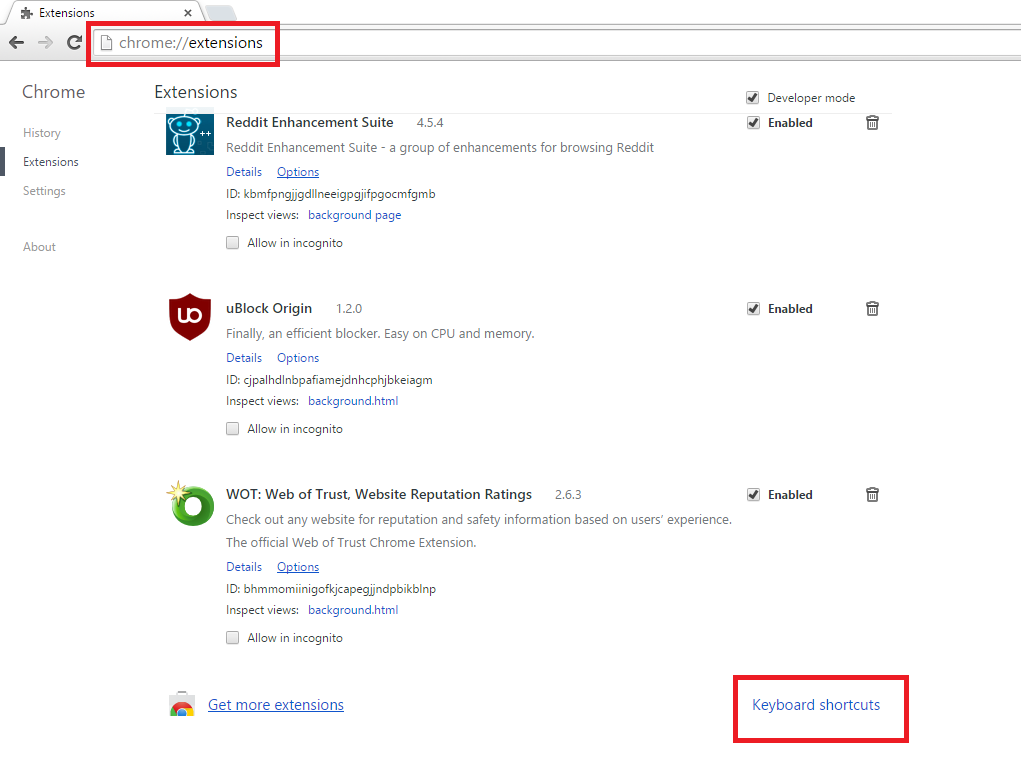 Extensions
chrome://extensions
Chrome
Extensions
Developer mode
History
Extensions
Settings
About
++
Reddit Enhancement Suite 4.5.4
Enabled
Reddit Enhancement Suite - a group of enhancements for browsing Reddit
Details Options
ID: kbmfpngjjgdllneeigpgjifpgocmfgmb
Inspect views: background page
Allow in incognito
uBlock Origin 1.2.0
Enabled
Finally, an efficient blocker. Easy on CPU and memory.
Details Options
ID: cjpalhdlnbpafiamejdnhcphjbkeiagm
Inspect views: background.html
Allow in incognito
WOT: Web of Trust, Website Reputation Ratings 2.6.3
Enabled
Check out any website for reputation and safety information based on users' experience.
The official Web of Trust Chrome Extension.
Details Options
ID: bhmmomiinigofkjcapegjjndpbikblnp
Inspect views: background.html
Allow in incognito
Get more extensions
Keyboard shortcuts